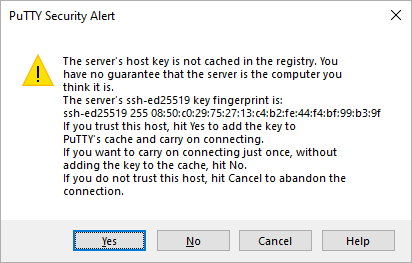 PuTTY Security Alert
The server's host key is not cached in the registry. You
have no guarantee that the server is the computer you
think it is.
The server's ssh-ed25519 key fingerprint is:
ssh-ed25519 255 08:50:c0:29:75:27:13:c4:b2:fe:44:f4:bf:99:b3:9f
If you trust this host, hit Yes to add the key to
PuTTY's cache and carry on connecting.
If you want to carry on connecting just once, without
adding the key to the cache, hit No.
If you do not trust this host, hit Cancel to abandon the
connection.
Yes No Cancel Help